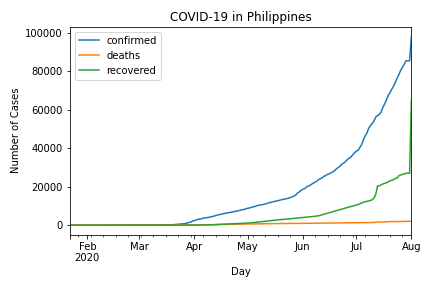 COVID-19 in Philippines
confirmed
deaths
recovered
Number of Cases
100000
80000
60000
40000
20000
0
Feb Mar Apr May Jun Jul Aug
2020
Day